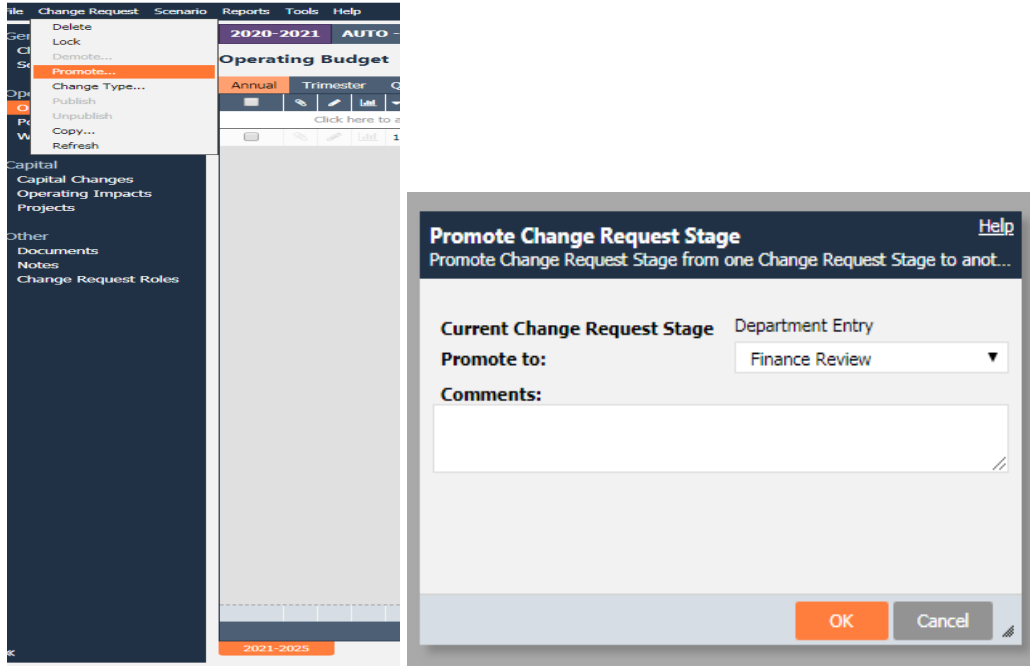 File Change Request Scenario Reports Tools Help
Delete
Lock
Demote...
Promote...
Change Type...
Publish
Unpublish
Copy...
Refresh
Capital
Capital Changes
Operating Impacts
Projects
Other
Documents
Notes
Change Request Roles
2020-2021 AUTO -
Operating Budget
Annual Trimester Q
Click here to a
1
2021-2025
Promote Change Request Stage
Help
Promote Change Request Stage from one Change Request Stage to anot...
Current Change Request Stage Department Entry
Promote to: Finance Review
Comments:
OK Cancel